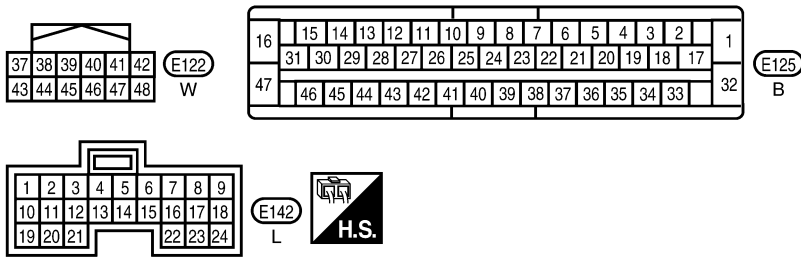 37 38 39 40 41 42
43 44 45 46 47 48
E122
W
16 15 14 13 12 11 10 9 8 7 6 5 4 3 2 1
31 30 29 28 27 26 25 24 23 22 21 20 19 18 17
47 46 45 44 43 42 41 40 39 38 37 36 35 34 33 32
E125
B
1 2 3 4 5 6 7 8 9
10 11 12 13 14 15 16 17 18
19 20 21 22 23 24
E142
L
H.S.